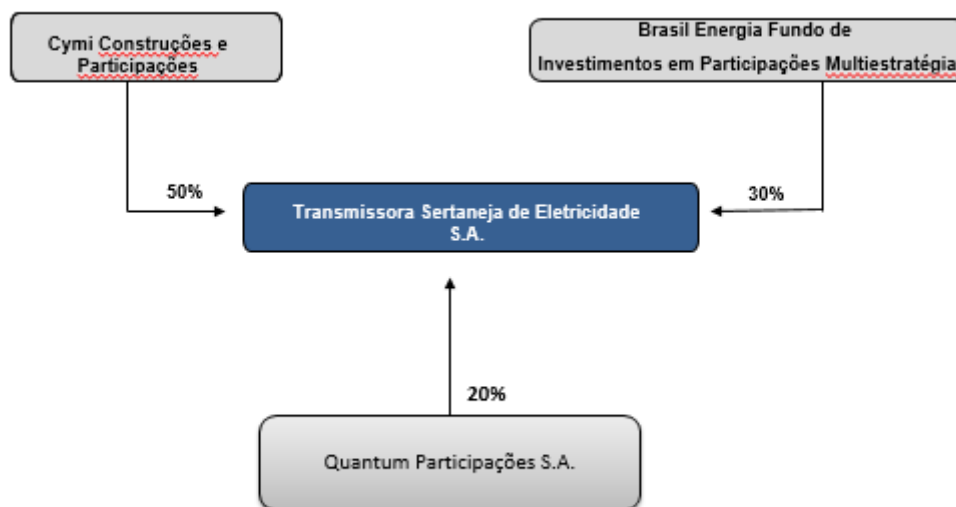 Cymi Construções e
Participações
Brasil Energia Fundo de
Investimentos em Participações Multiestratégia
50%
30%
Transmissora Sertaneja de Eletricidade
S.A.
20%
Quantum Participações S.A.